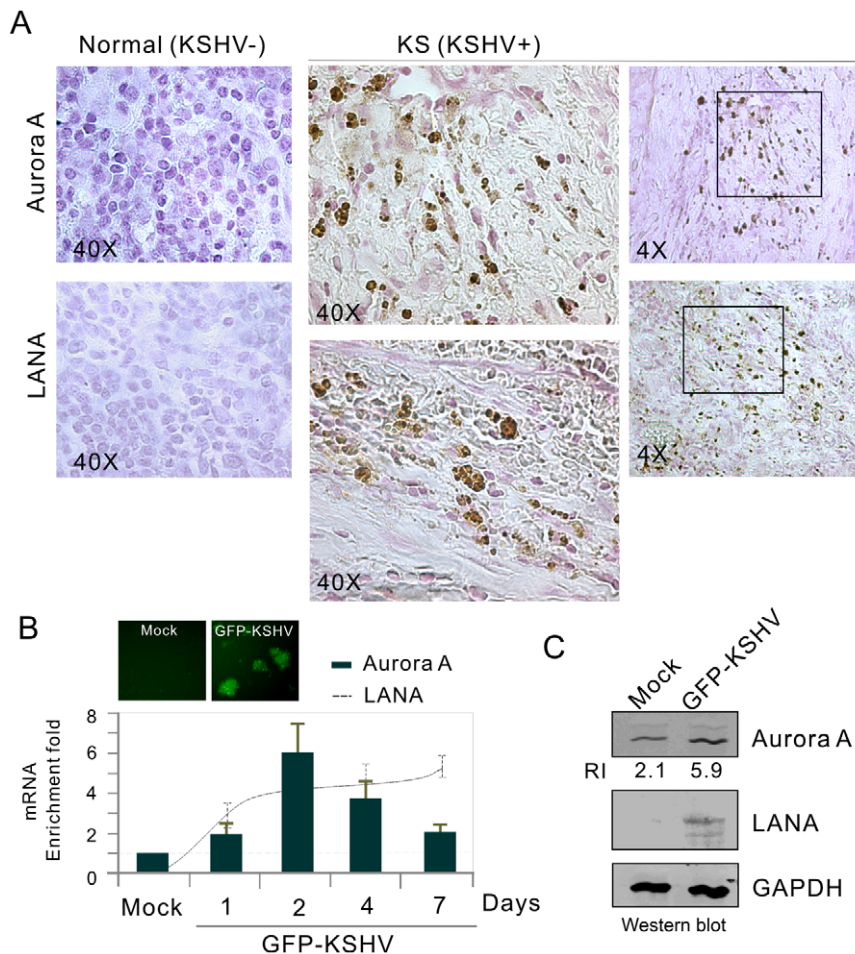 A
Normal (KSHV-)
KS (KSHV+)
Aurora A
40X
40X
4X
LANA
40X
40X
4X
B
Mock
GFP-KSHV
Aurora A
LANA
mRNA
Enrichment fold
8
6
4
2
0
Mock
1
2
4
7
Days
GFP-KSHV
C
Mock
GFP-KSHV
Aurora A
RI
2.1
5.9
LANA
GAPDH
Western blot